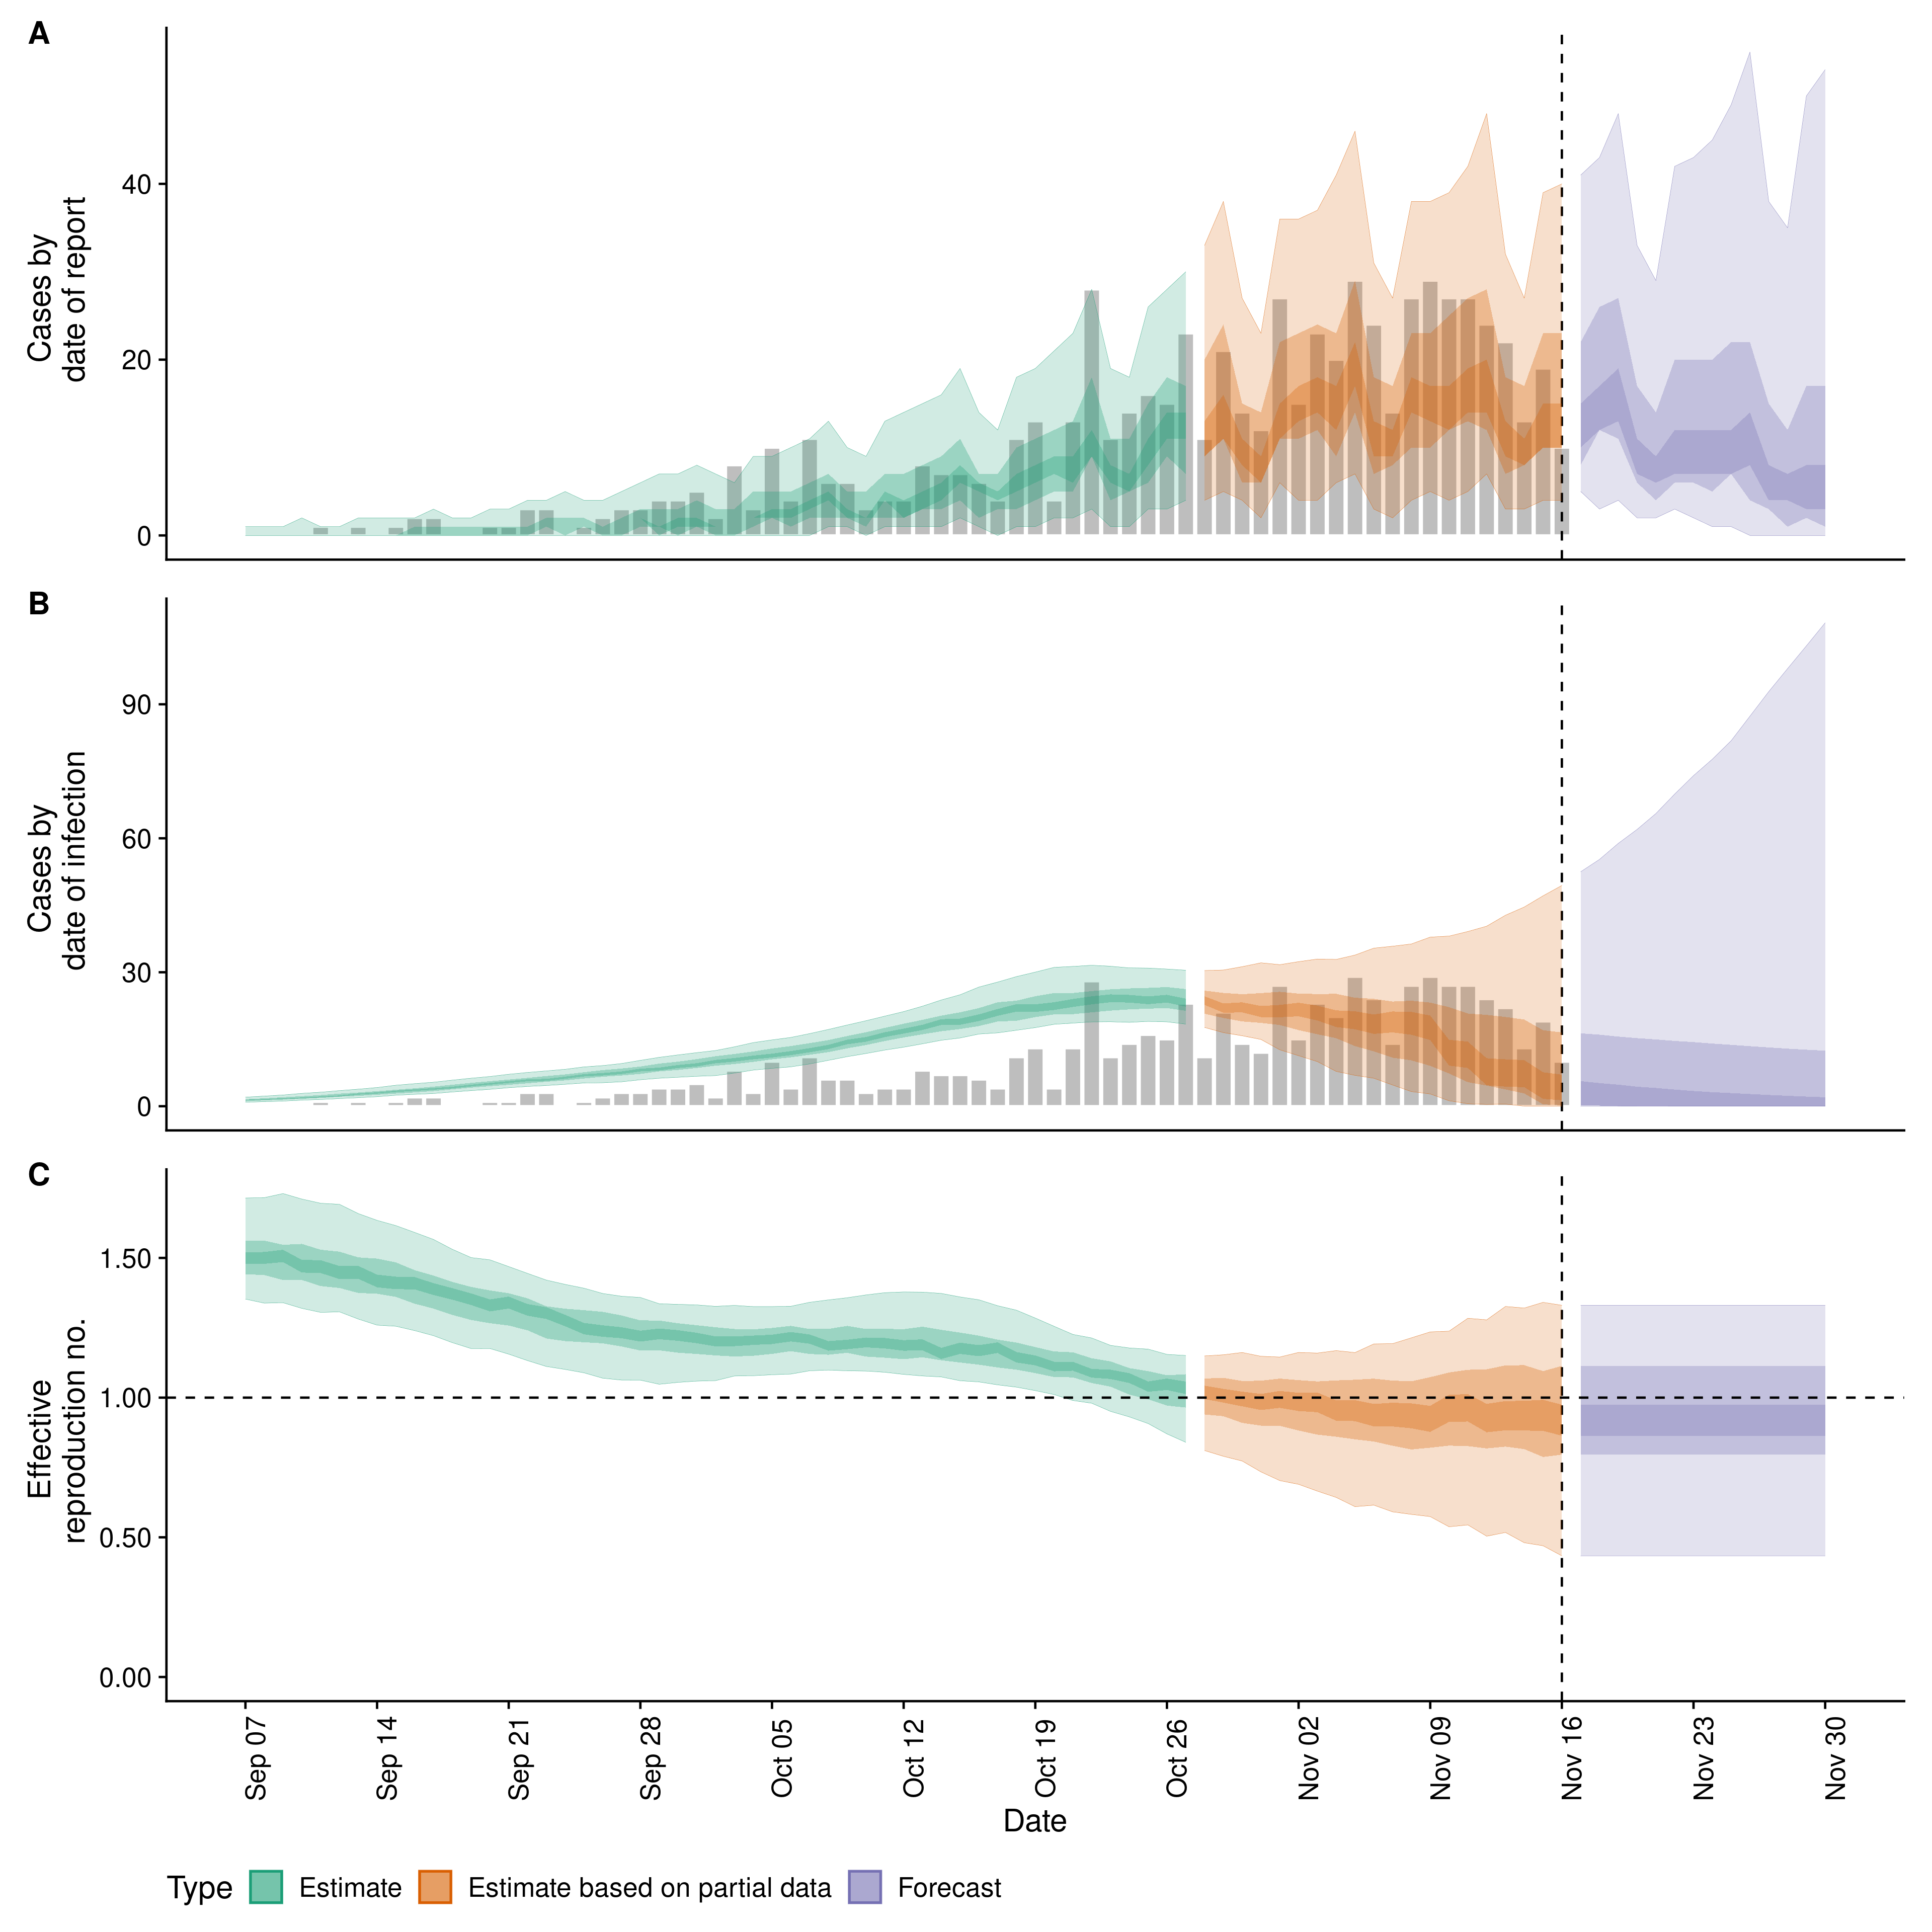 A
Cases by
date of report
40
20
0
B
Cases by
date of infection
90
60
30
0
C
Effective
reproduction no.
1.50
1.00
0.50
0.00
Sep 07
Sep 14
Sep 21
Sep 28
Oct 05
Oct 12
Oct 19
Oct 26
Nov 02
Nov 09
Nov 16
Nov 23
Nov 30
Date
Type Estimate Estimate based on partial data Forecast